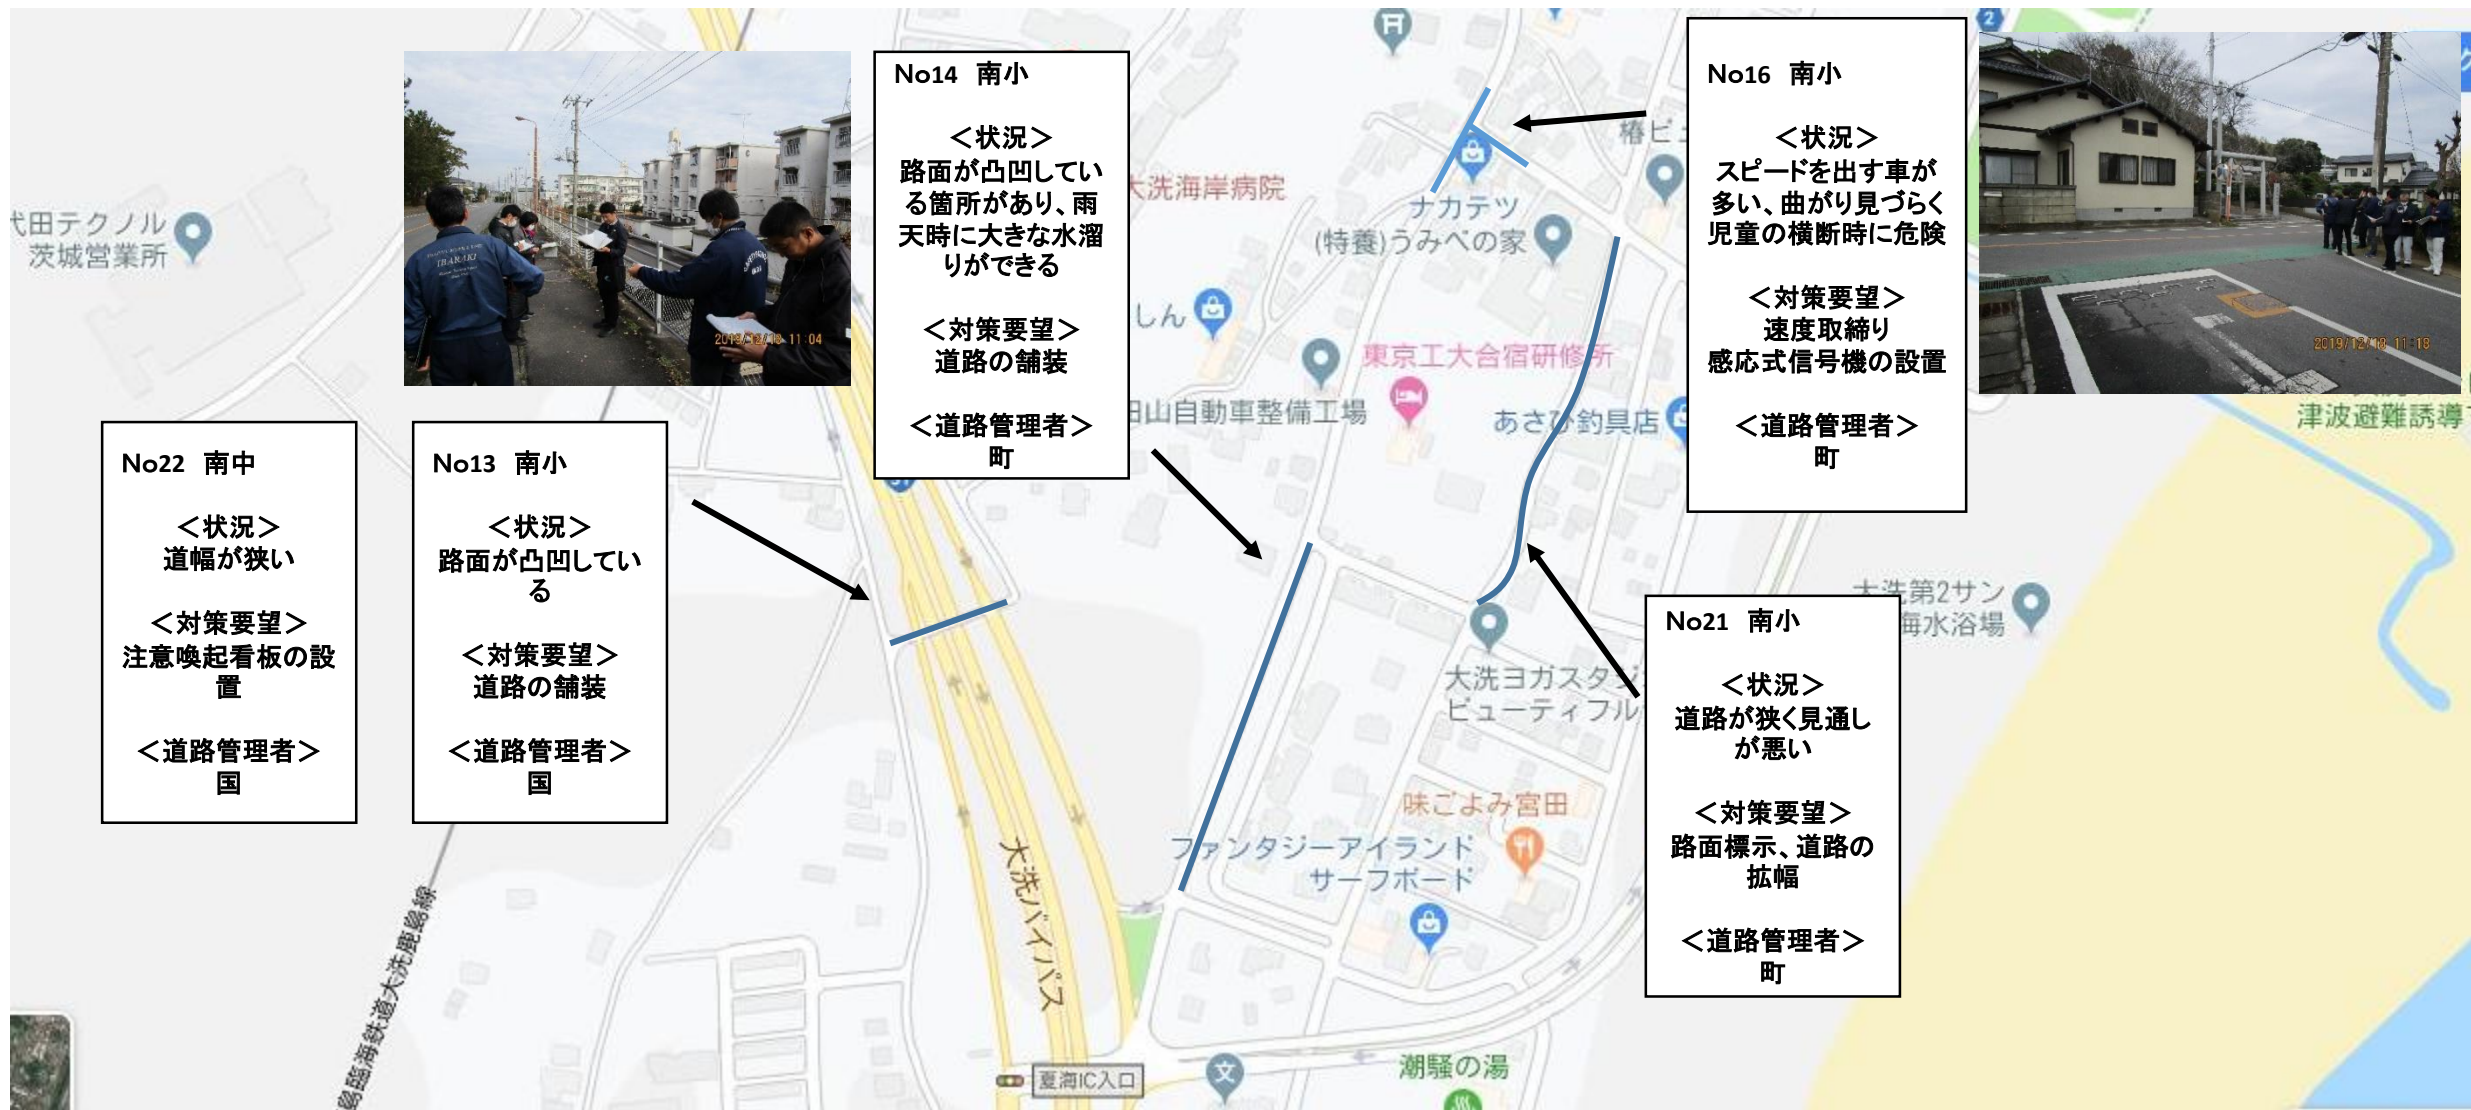 No14 南小
＜状況＞
路面が凸凹してい
る箇所があり、雨
天時に大きな水溜
りができる
＜対策要望＞
道路の舗装
＜道路管理者＞
町
No16 南小
＜状況＞
スピードを出す車が
多い、曲がり見づらく
児童の横断時に危険
＜対策要望＞
速度取締り
感応式信号機の設置
＜道路管理者＞
町
No22 南中
＜状況＞
道幅が狭い
＜対策要望＞
注意喚起看板の設
置
＜道路管理者＞
国
No13 南小
＜状況＞
路面が凸凹してい
る
＜対策要望＞
道路の舗装
＜道路管理者＞
国
No21 南小
＜状況＞
道路が狭く見通し
が悪い
＜対策要望＞
路面標示、道路の
拡幅
＜道路管理者＞
町
IBARAKI
2019/12/18 11:04
2019/12/18 11:18
田テクノル
茨城営業所
洗海岸病院
ナカテツ
(特養)うみべの家
しん
東京工大合宿研修所
山自動車整備工場
あさひ釣具店
椿ビ
2
津波避難誘導
大洗第2サン
海水浴場
大洗ヨガスタジ
ビューティフル
味ごよみ宮田
ファンタジーアイランド
サーフボード
大洗バイパス
島臨海鉄道大洗鹿島線
夏海IC入口
文
潮騒の湯